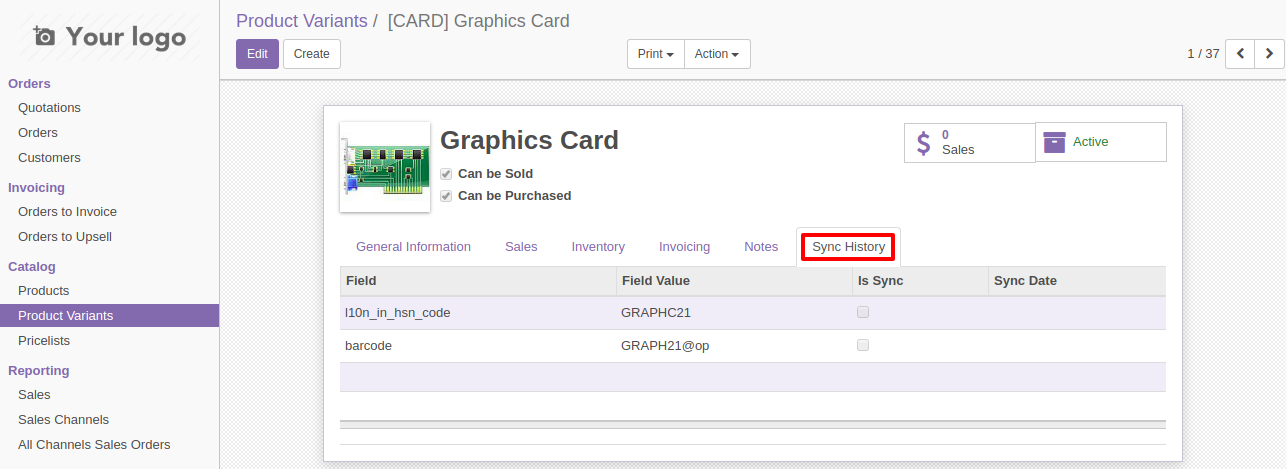 Your logo
Product Variants / [CARD] Graphics Card
Edit Create Print Action 1 / 37
Orders
Quotations
Orders
Customers
Invoicing
Orders to Invoice
Orders to Upsell
Catalog
Products
Product Variants
Pricelists
Reporting
Sales
Sales Channels
All Channels Sales Orders
Graphics Card
Can be Sold
Can be Purchased
$ 0
Sales
Active
General Information Sales Inventory Invoicing Notes Sync History
Field Field Value Is Sync Sync Date
l10n_in_hsn_code GRAPHC21
barcode GRAPH21@op